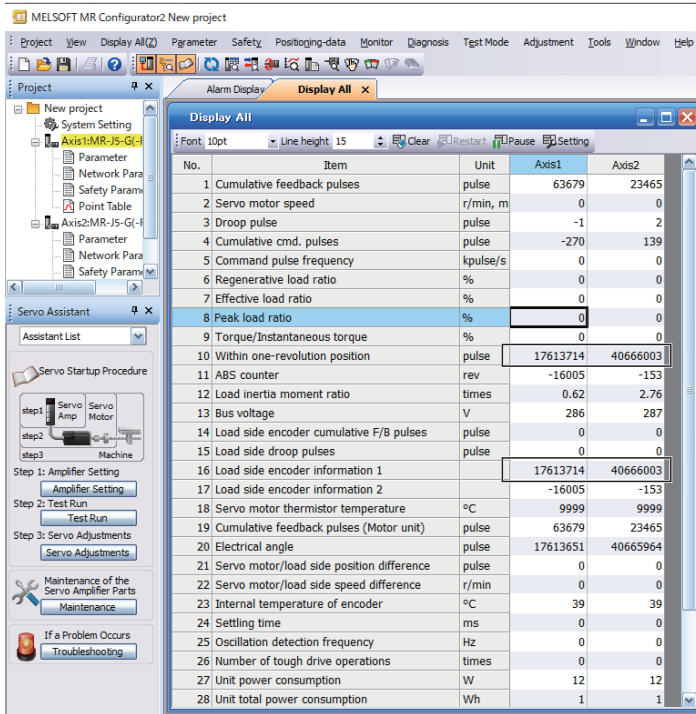 MELSOFT MR Configurator2 New project
Project View Display All(Z) Parameter Safety Positioning-data Monitor Diagnosis Test Mode Adjustment Tools Window Help
Project
New project
System Setting
Axis1:MR-J5-G(-F
Parameter
Network Para
Safety Param
Point Table
Axis2:MR-J5-G(-F
Parameter
Network Para
Safety Param
Servo Assistant
Assistant List
Servo Startup Procedure
step1 Servo Amp Servo Motor
step2
step3 Machine
Step 1: Amplifier Setting
Amplifier Setting
Step 2: Test Run
Test Run
Step 3: Servo Adjustments
Servo Adjustments
Maintenance of the
Servo Amplifier Parts
Maintenance
If a Problem Occurs
Troubleshooting
Alarm Display Display All
Display All
Font 10pt Line height 15 Clear Restart Pause Setting
No. Item Unit Axis1 Axis2
1 Cumulative feedback pulses pulse 63679 23465
2 Servo motor speed r/min, m 0 0
3 Droop pulse pulse -1 2
4 Cumulative cmd. pulses pulse -270 139
5 Command pulse frequency kpulse/s 0 0
6 Regenerative load ratio % 0 0
7 Effective load ratio % 0 0
8 Peak load ratio % 0 0
9 Torque/Instantaneous torque % 0 0
10 Within one-revolution position pulse 17613714 40666003
11 ABS counter rev -16005 -153
12 Load inertia moment ratio times 0.62 2.76
13 Bus voltage V 286 287
14 Load side encoder cumulative F/B pulses pulse 0 0
15 Load side droop pulses pulse 0 0
16 Load side encoder information 1 17613714 40666003
17 Load side encoder information 2 -16005 -153
18 Servo motor thermistor temperature °C 9999 9999
19 Cumulative feedback pulses (Motor unit) pulse 63679 23465
20 Electrical angle pulse 17613651 40665964
21 Servo motor/load side position difference pulse 0 0
22 Servo motor/load side speed difference r/min 0 0
23 Internal temperature of encoder °C 39 39
24 Settling time ms 0 0
25 Oscillation detection frequency Hz 0 0
26 Number of tough drive operations times 0 0
27 Unit power consumption W 12 12
28 Unit total power consumption Wh 1 1